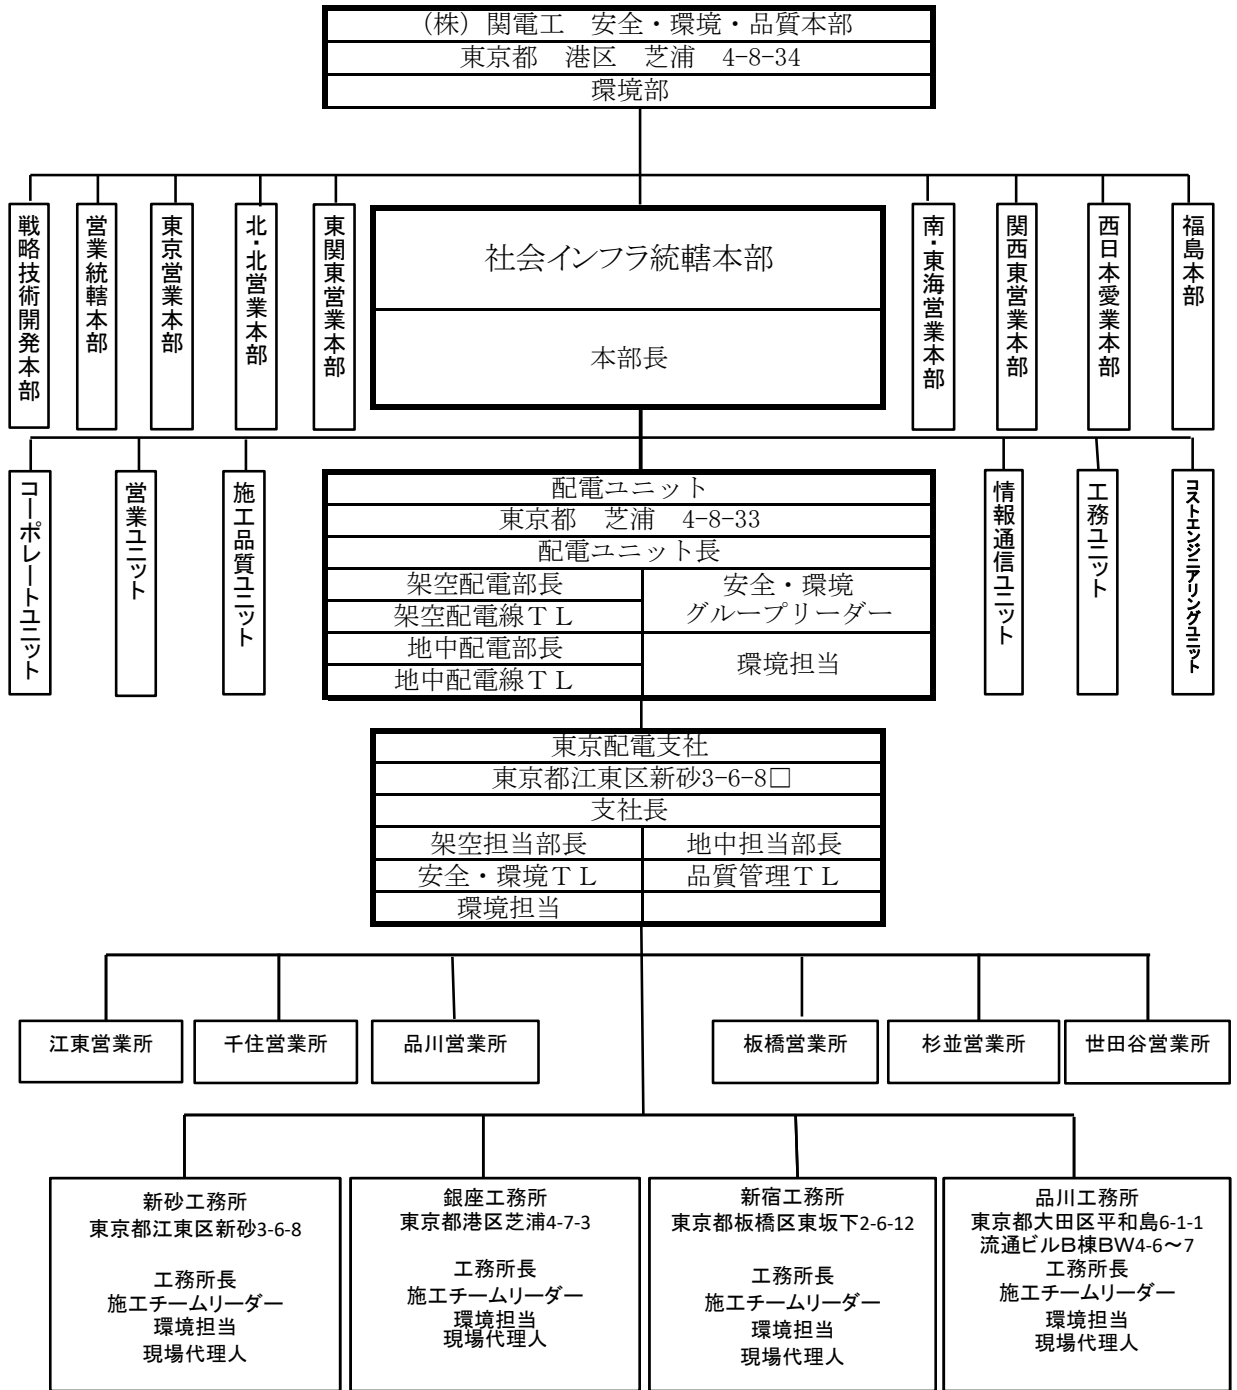 （株）関電工　安全・環境・品質本部
東京都　港区　芝浦　4-8-34
環境部
戦略技術開発本部
営業統轄本部
東京営業本部
北・北営業本部
東関東営業本部
社会インフラ統轄本部
本部長
南・東海営業本部
関西東営業本部
西日本愛業本部
福島本部
コーポレートユニット
営業ユニット
施工品質ユニット
配電ユニット
東京都　芝浦　4-8-33
配電ユニット長
架空配電部長
架空配電線ＴＬ
地中配電部長
地中配電線ＴＬ
安全・環境
グループリーダー
環境担当
情報通信ユニット
工務ユニット
コストエンジニアリングユニット
東京配電支社
東京都江東区新砂3-6-8□
支社長
架空担当部長
地中担当部長
安全・環境ＴＬ
品質管理ＴＬ
環境担当
江東営業所
千住営業所
品川営業所
板橋営業所
杉並営業所
世田谷営業所
新砂工務所
東京都江東区新砂3-6-8
工務所長
施工チームリーダー
環境担当
現場代理人
銀座工務所
東京都港区芝浦4-7-3
工務所長
施工チームリーダー
環境担当
現場代理人
新宿工務所
東京都板橋区東坂下2-6-12
工務所長
施工チームリーダー
環境担当
現場代理人
品川工務所
東京都大田区平和島6-1-1
流通ビルB棟BW4-6～7
工務所長
施工チームリーダー
環境担当
現場代理人